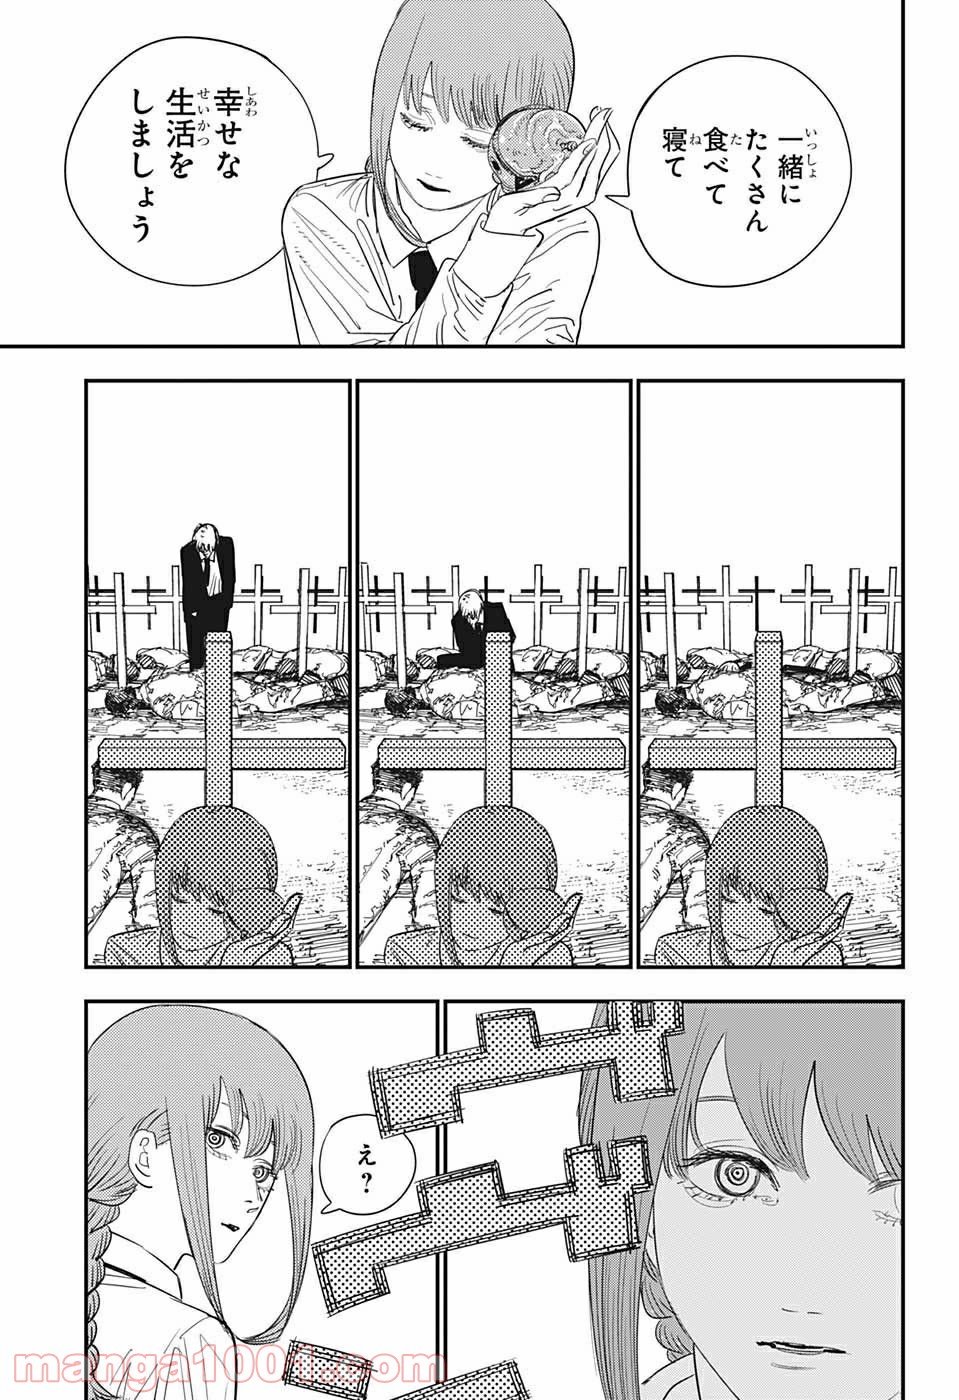 一緒に
たくさん
食べて
寝て
幸せな
生活を
しましょう
え?
manga1001.com